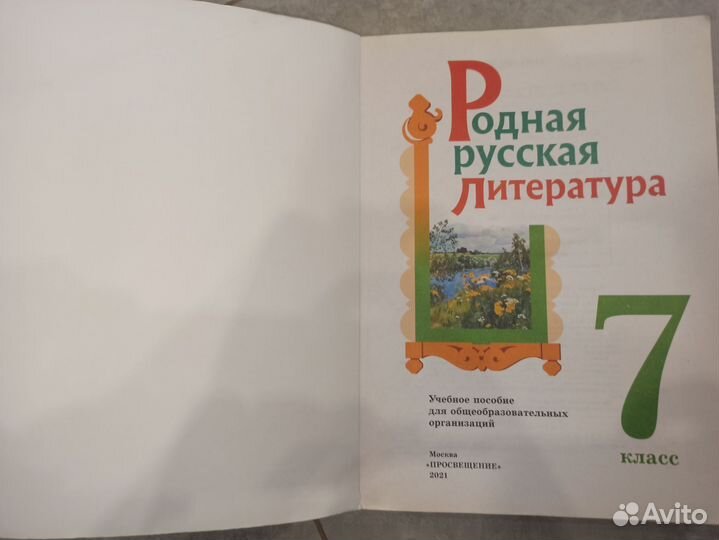 Родная
русская
литература
7
класс
Учебное пособие
для общеобразовательных
организаций
Москва
«ПРОСВЕЩЕНИЕ»
2021
Avito